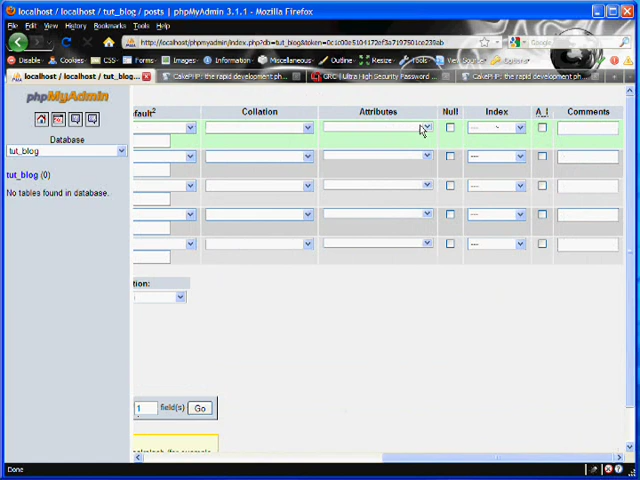 localhost / localhost / tut_blog / posts | phpMyAdmin 3.1.1 - Mozilla Firefox
File Edit View History Bookmarks Tools Help
Google
Disable Cookies CSS Forms Images Information Miscellaneous Outline Resize Tools View Source Options
localhost / localhost / tut_blog... CakePHP: the rapid development ph... GRC | Ultra High Security Password ... CakePHP: the rapid development ph...
phpMyAdmin
Database
tut_blog
tut_blog (0)
No tables found in database.
efault2 Collation Attributes Null Index A_I Comments
---
---
---
---
---
tion:
1 field(s) Go
Done